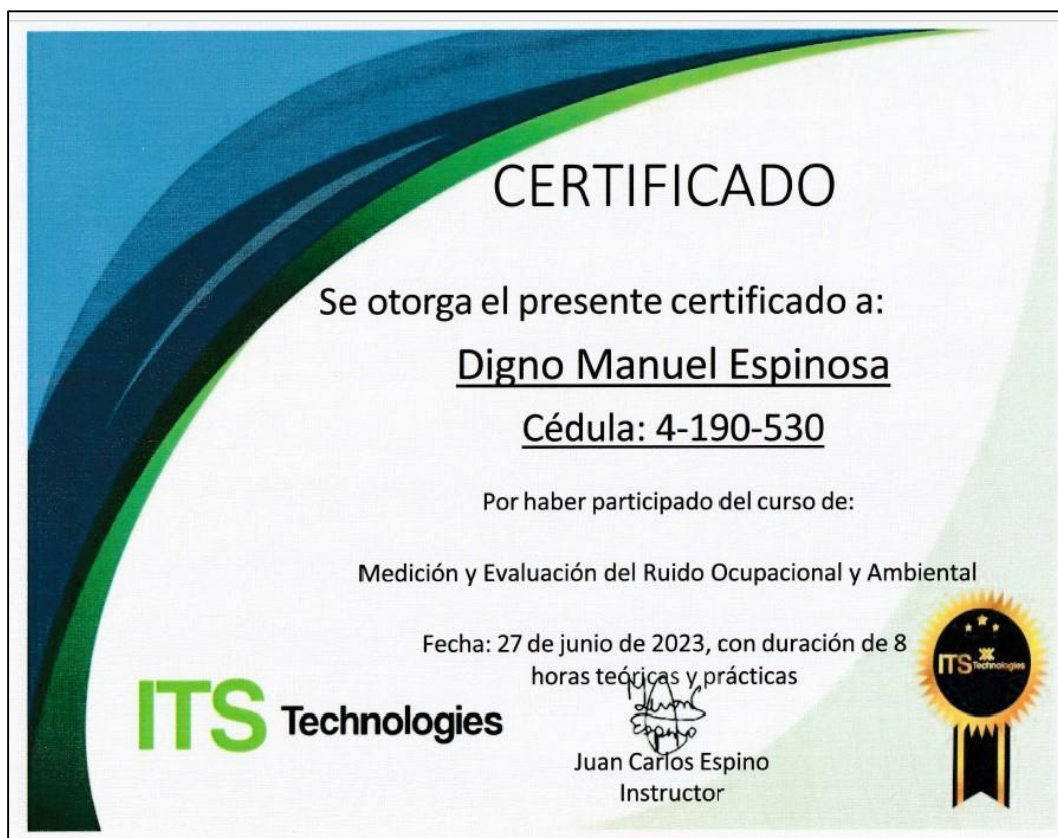 CERTIFICADO
Se otorga el presente certificado a:
Digno Manuel Espinosa
Cédula: 4-190-530
Por haber participado del curso de:
Medición y Evaluación del Ruido Ocupacional y Ambiental
Fecha: 27 de junio de 2023, con duración de 8
horas teóricas y prácticas
ITS Technologies
Espino
Juan Carlos Espino
Instructor
ITS Technologies